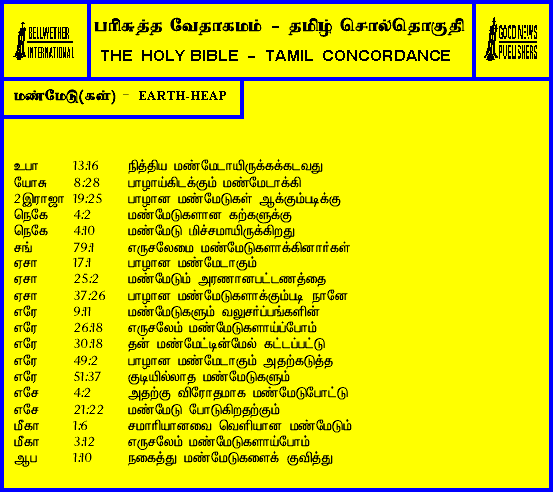 BELLWETHER
INTERNATIONAL
பரிசுத்த வேதாகமம் - தமிழ் சொல்தொகுதி
THE HOLY BIBLE - TAMIL CONCORDANCE
GOOD NEWS
PUBLISHERS
மண்மேடு(கள்) - EARTH-HEAP
உபா 13:16 நித்திய மண்மேடாயிருக்கக்கடவது
யோசு 8:28 பாழாய்கிடக்கும் மண்மேடாக்கி
2இராஜா 19:25 பாழான மண்மேடுகள் ஆக்கும்படிக்கு
நெகே 4:2 மண்மேடுகளான கற்களுக்கு
நெகே 4:10 மண்மேடு மிச்சமாயிருக்கிறது
சங் 79:1 எருசலேமை மண்மேடுகளாக்கினார்கள்
ஏசா 17:1 பாழான மண்மேடாகும்
ஏசா 25:2 மண்மேடும் அரணானபட்டணத்தை
ஏசா 37:26 பாழான மண்மேடுகளாக்கும்படி நானே
எரே 9:11 மண்மேடுகளும் வலுசர்ப்பங்களின்
எரே 26:18 எருசலேம் மண்மேடுகளாய்ப்போம்
எரே 30:18 தன் மண்மேட்டின்மேல் கட்டப்பட்டு
எரே 49:2 பாழான மண்மேடாகும் அதற்கடுத்த
எரே 51:37 குடியில்லாத மண்மேடுகளும்
எசே 4:2 அதற்கு விரோதமாக மண்மேடுபோட்டு
எசே 21:22 மண்மேடு போடுகிறதற்கும்
மீகா 1:6 சமாரியானவை வெளியான மண்மேடும்
மீகா 3:12 எருசலேம் மண்மேடுகளாய்போம்
ஆப 1:10 நகைத்து மண்மேடுகளைக் குவித்து